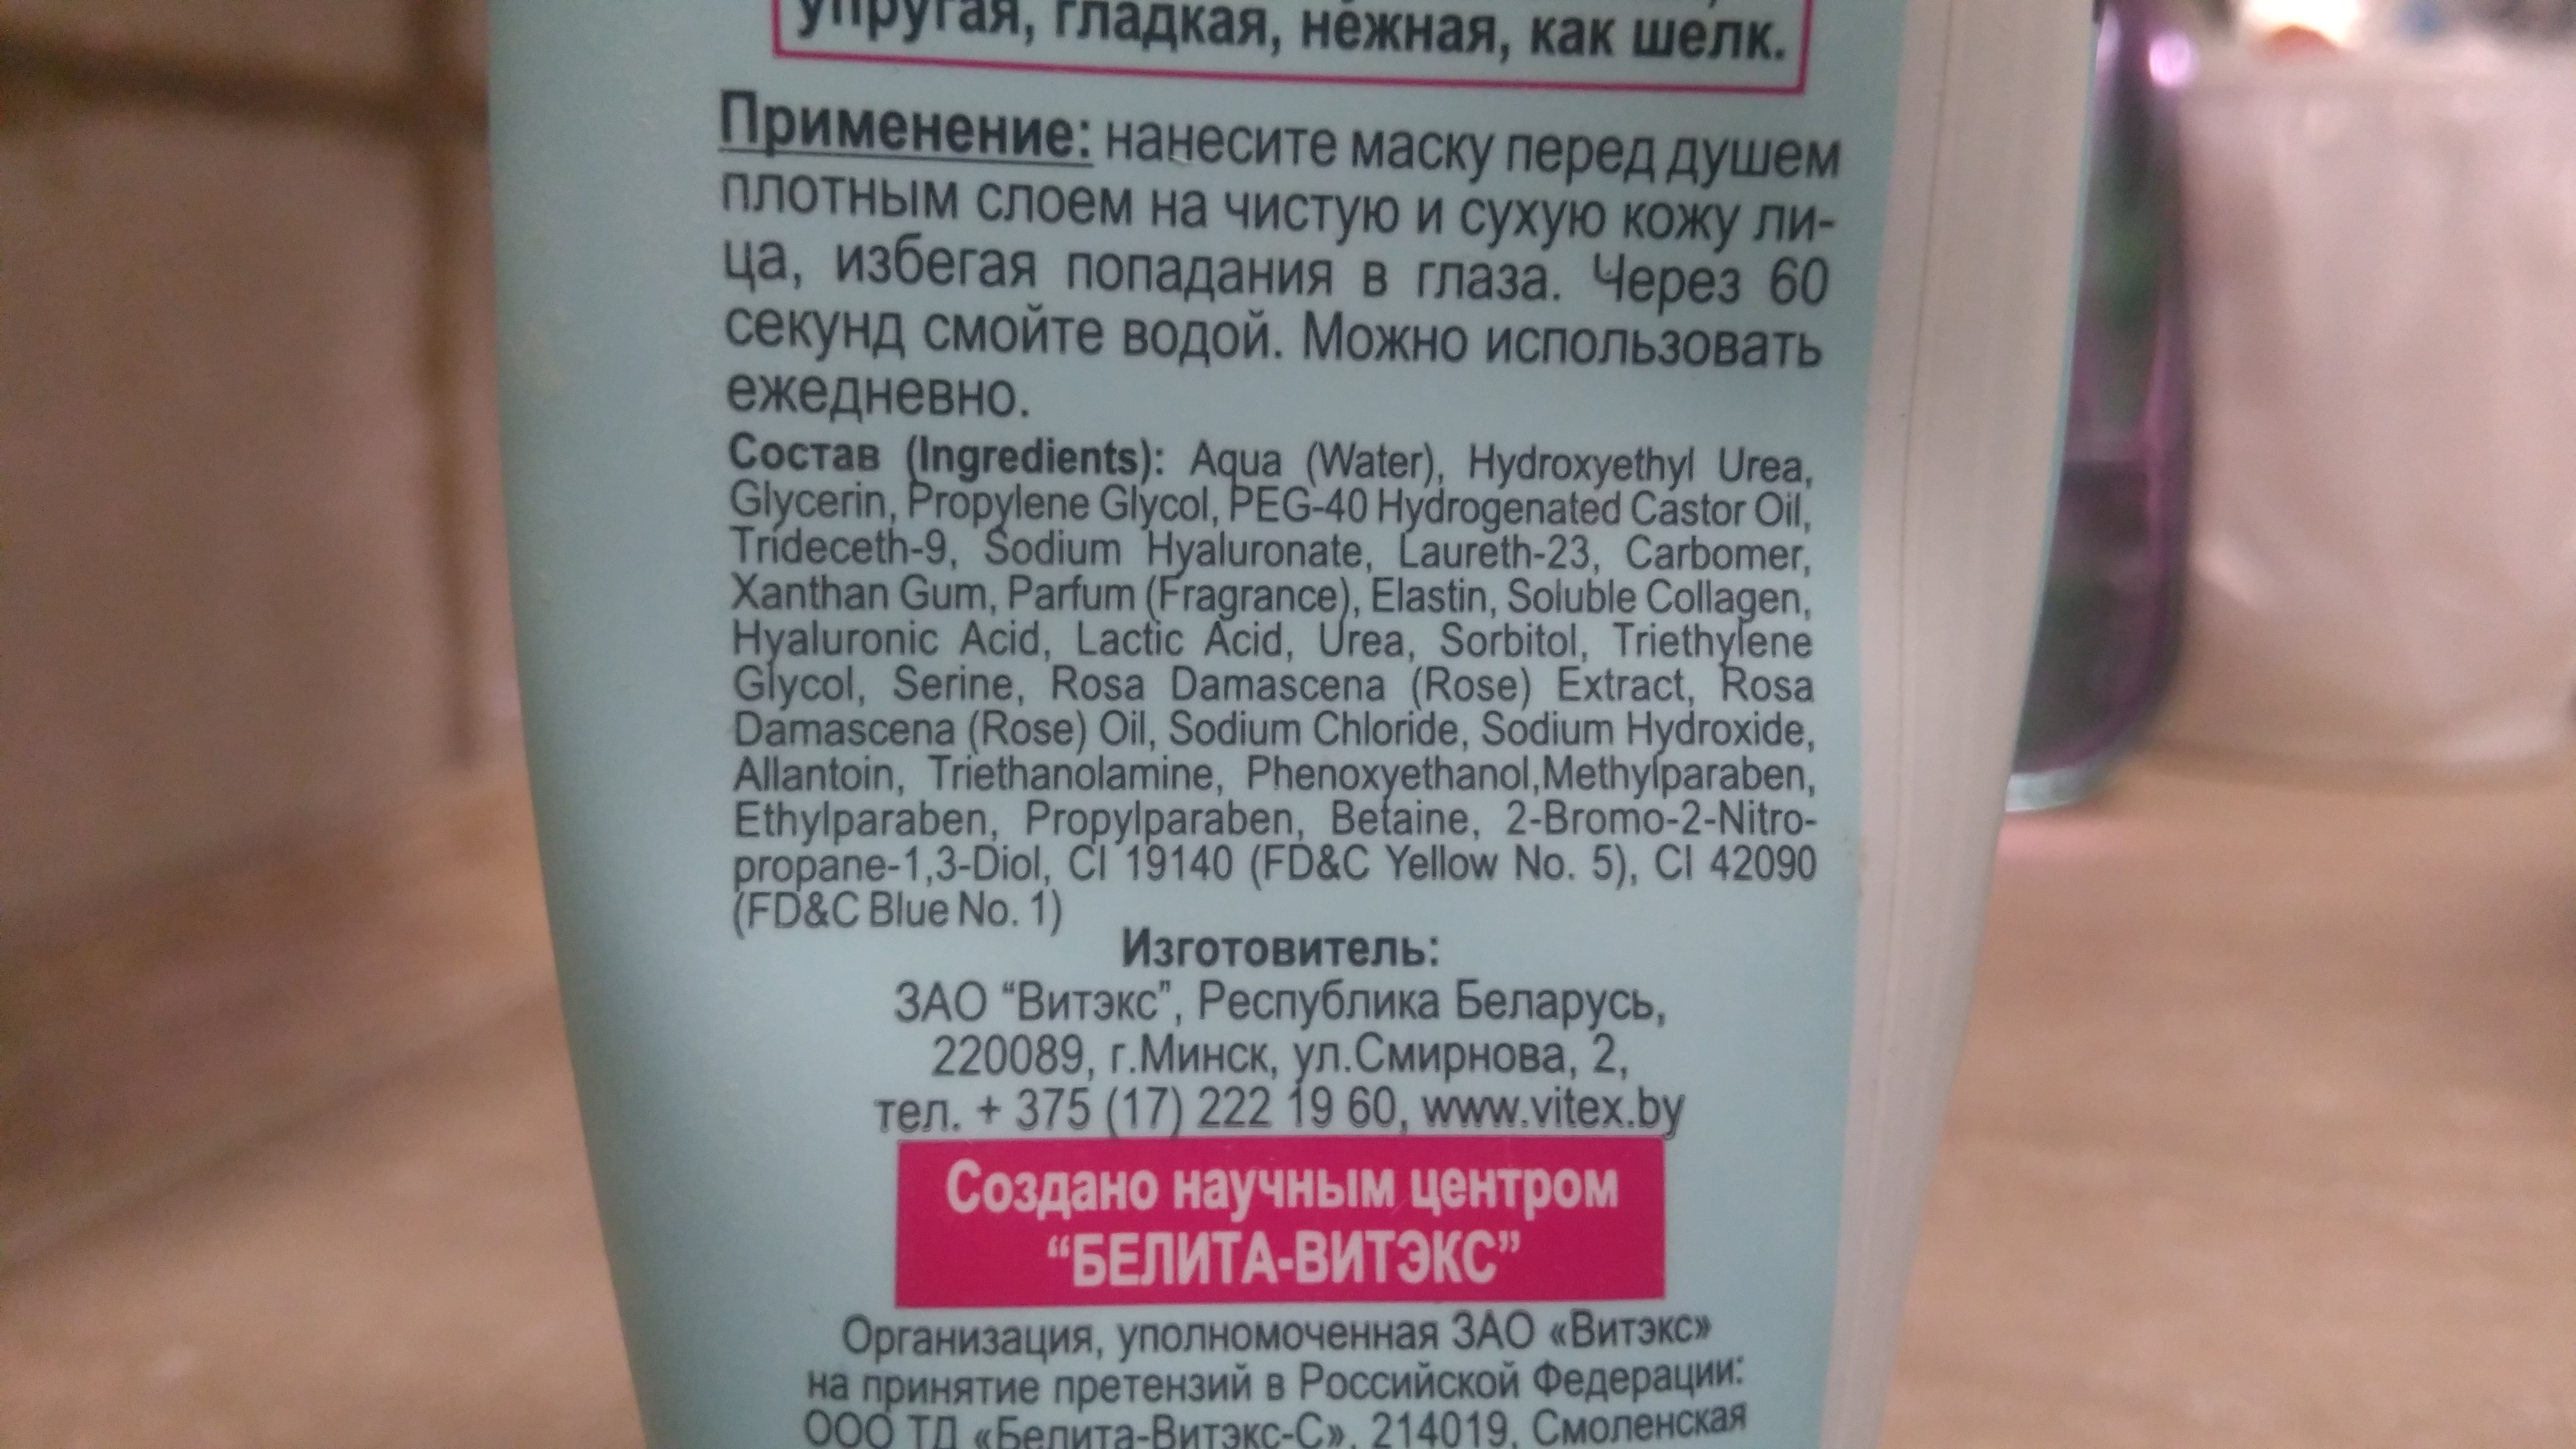 упругая, гладкая, нежная, как шелк.
Применение: нанесите маску перед душем
плотным слоем на чистую и сухую кожу ли-
ца, избегая попадания в глаза. Через 60
секунд смойте водой. Можно использовать
ежедневно.
Состав (Ingredients): Aqua (Water), Hydroxyethyl Urea,
Glycerin, Propylene Glycol, PEG-40 Hydrogenated Castor Oil,
Trideceth-9, Sodium Hyaluronate, Laureth-23, Carbomer,
Xanthan Gum, Parfum (Fragrance), Elastin, Soluble Collagen,
Hyaluronic Acid, Lactic Acid, Urea, Sorbitol, Triethylene
Glycol, Serine, Rosa Damascena (Rose) Extract, Rosa
Damascena (Rose) Oil, Sodium Chloride, Sodium Hydroxide,
Allantoin, Triethanolamine, Phenoxyethanol,Methylparaben,
Ethylparaben, Propylparaben, Betaine, 2-Bromo-2-Nitro-
propane-1,3-Diol, CI 19140 (FD&C Yellow No. 5), CI 42090
(FD&C Blue No. 1)
Изготовитель:
ЗАО “Витэкс”, Республика Беларусь,
220089, г.Минск, ул.Смирнова, 2,
тел. + 375 (17) 222 19 60, www.vitex.by
Создано научным центром
“БЕЛИТА-ВИТЭКС”
Организация, уполномоченная ЗАО «Витэкс»
на принятие претензий в Российской Федерации:
ООО ТД «Белита-Витэкс-С», 214019, Смоленская